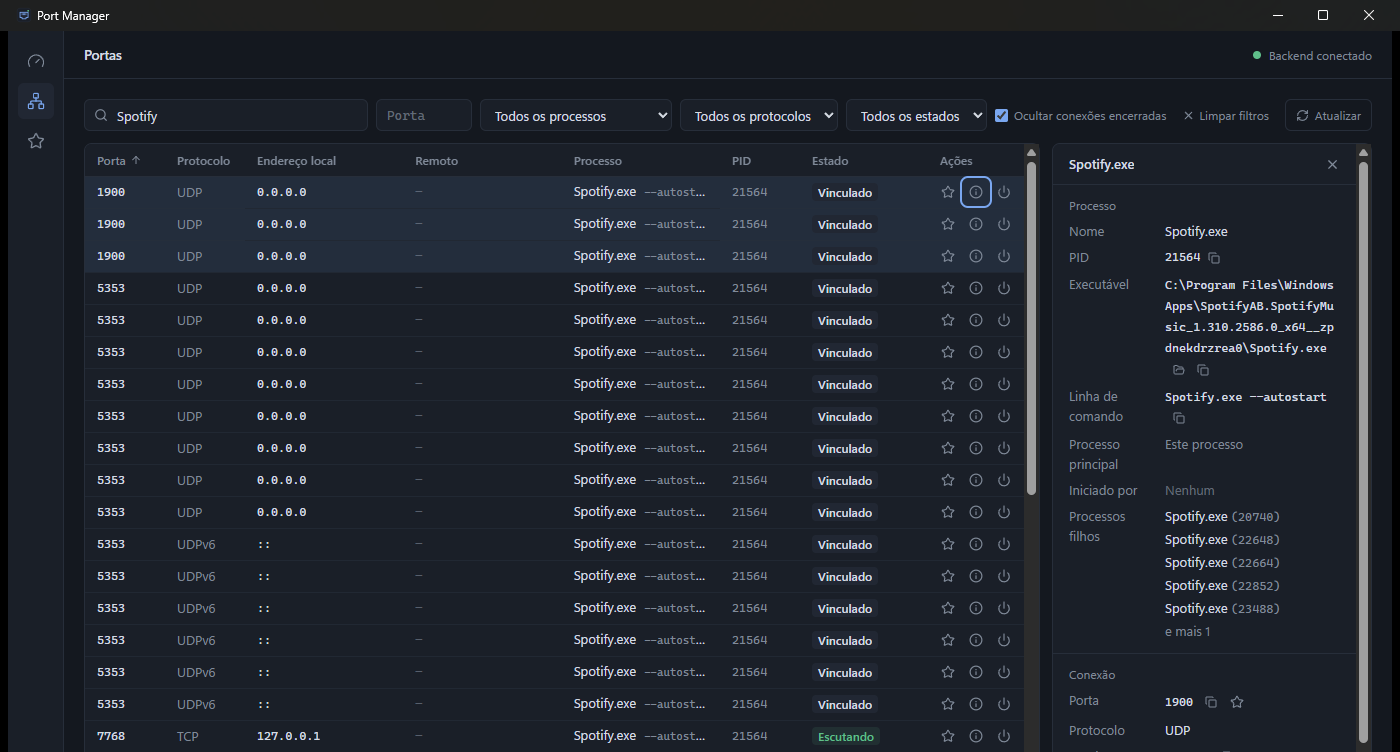 Port Manager
Portas
Backend conectado
Spotify
Porta
Todos os processos
Todos os protocolos
Todos os estados
Ocultar conexões encerradas
Limpar filtros
Atualizar
Porta Protocolo Endereço local Remoto Processo PID Estado Ações
1900 UDP 0.0.0.0 — Spotify.exe --autost... 21564 Vinculado
1900 UDP 0.0.0.0 — Spotify.exe --autost... 21564 Vinculado
1900 UDP 0.0.0.0 — Spotify.exe --autost... 21564 Vinculado
5353 UDP 0.0.0.0 — Spotify.exe --autost... 21564 Vinculado
5353 UDP 0.0.0.0 — Spotify.exe --autost... 21564 Vinculado
5353 UDP 0.0.0.0 — Spotify.exe --autost... 21564 Vinculado
5353 UDP 0.0.0.0 — Spotify.exe --autost... 21564 Vinculado
5353 UDP 0.0.0.0 — Spotify.exe --autost... 21564 Vinculado
5353 UDP 0.0.0.0 — Spotify.exe --autost... 21564 Vinculado
5353 UDP 0.0.0.0 — Spotify.exe --autost... 21564 Vinculado
5353 UDP 0.0.0.0 — Spotify.exe --autost... 21564 Vinculado
5353 UDPv6 :: — Spotify.exe --autost... 21564 Vinculado
5353 UDPv6 :: — Spotify.exe --autost... 21564 Vinculado
5353 UDPv6 :: — Spotify.exe --autost... 21564 Vinculado
5353 UDPv6 :: — Spotify.exe --autost... 21564 Vinculado
5353 UDPv6 :: — Spotify.exe --autost... 21564 Vinculado
5353 UDPv6 :: — Spotify.exe --autost... 21564 Vinculado
7768 TCP 127.0.0.1 — Spotify.exe --autost... 21564 Escutando
Spotify.exe
Processo
Nome Spotify.exe
PID 21564
Executável C:\Program Files\Windows
Apps\SpotifyAB.SpotifyMu
sic_1.310.2586.0_x64__zp
dnekdrzrea0\Spotify.exe
Linha de Spotify.exe --autostart
comando
Processo Este processo
principal
Iniciado por Nenhum
Processos Spotify.exe (20740)
filhos Spotify.exe (22648)
Spotify.exe (22664)
Spotify.exe (22852)
Spotify.exe (23488)
e mais 1
Conexão
Porta 1900
Protocolo UDP